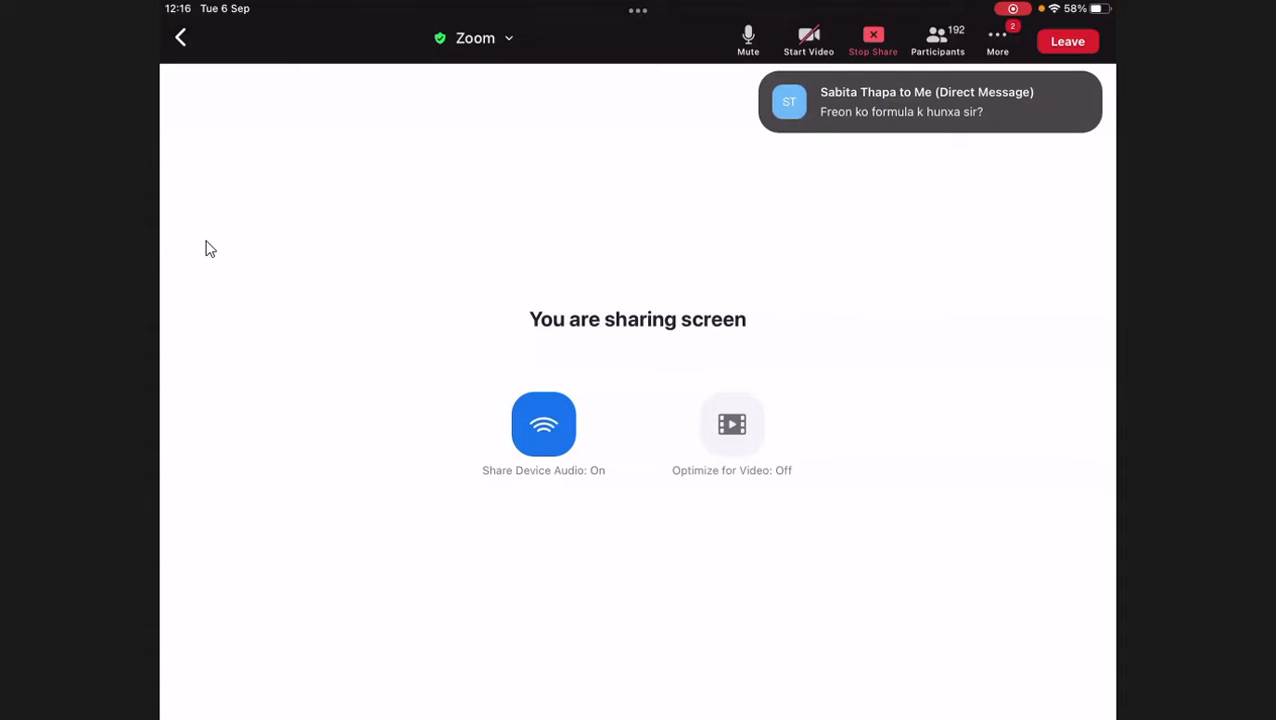 12:16 Tue 6 Sep
58%
Zoom
Mute
Start Video
Stop Share
192
Participants
2
More
Leave
ST
Sabita Thapa to Me (Direct Message)
Freon ko formula k hunxa sir?
You are sharing screen
Share Device Audio: On
Optimize for Video: Off